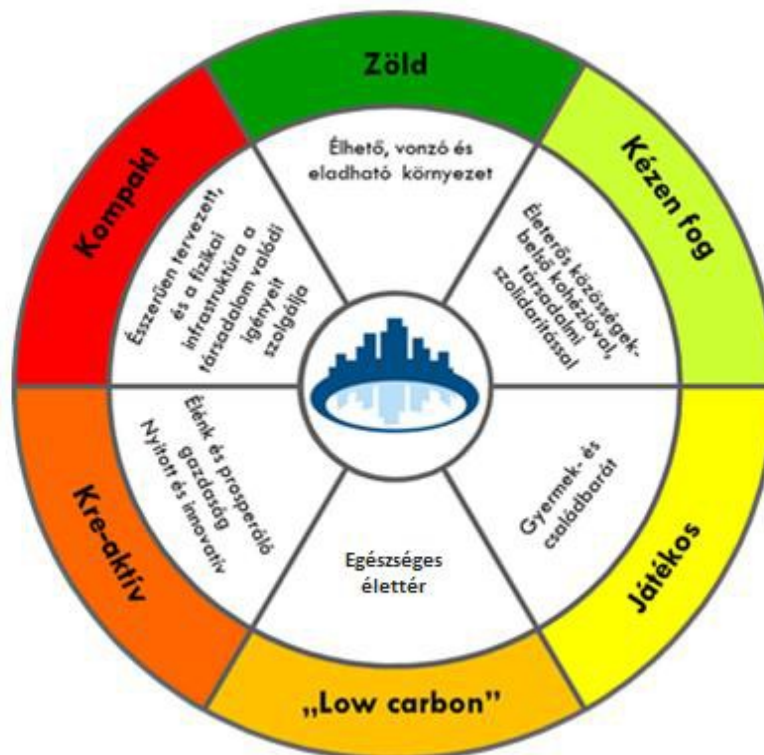 Zöld
Élhető, vonzó és
eladható környezet
Kézen fog
Életerős közösségek-
belső kohézióval,
társadalmi
szolidaritással
Játékos
Gyermek- és
családbarát
„Low carbon”
Egészséges
élettér
Kre-aktív
Élénk és prosperáló
gazdaság
Nyitott és innovatív
Kompakt
Ésszerűen tervezett,
és a fizikai
infrastruktúra a
társadalom valódi
igényeit
szolgálja